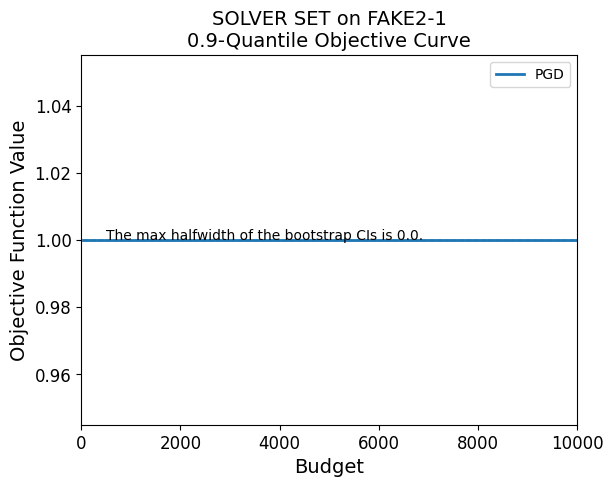 SOLVER SET on FAKE2-1
0.9-Quantile Objective Curve
PGD
Objective Function Value
1.04
1.02
1.00
0.98
0.96
The max halfwidth of the bootstrap CIs is 0.0.
0 2000 4000 6000 8000 10000
Budget